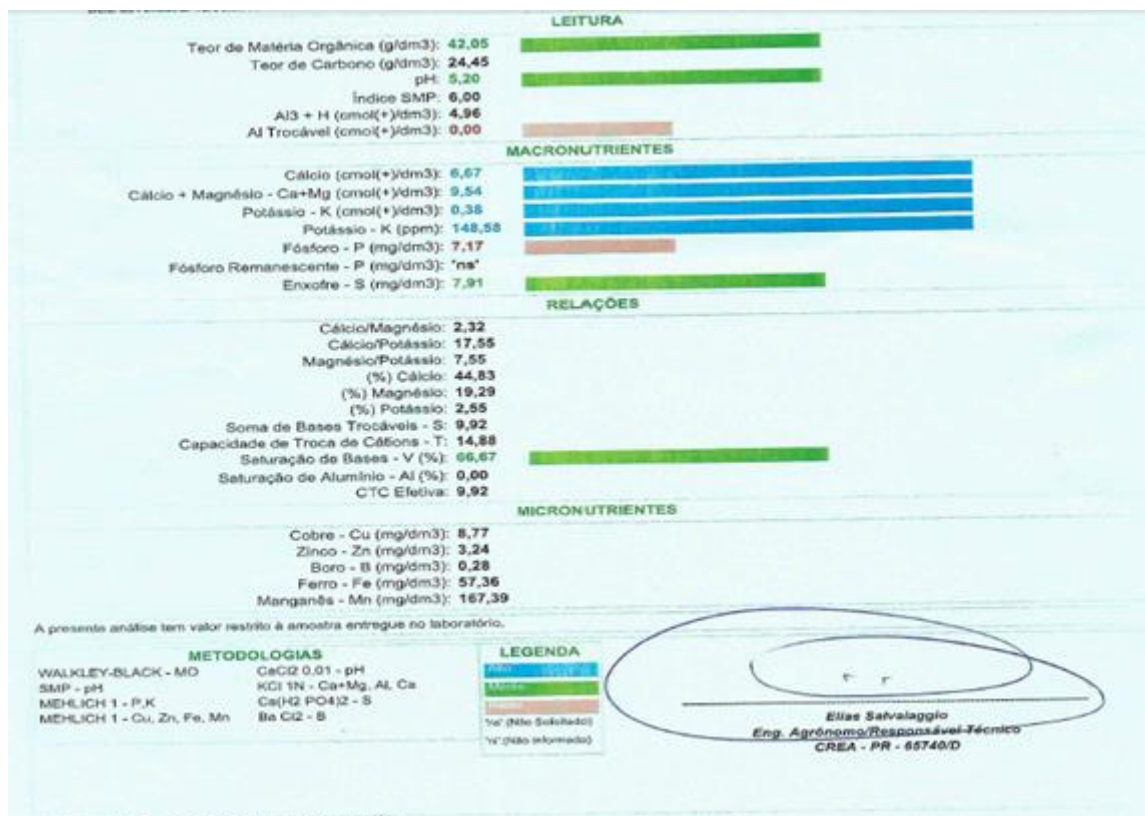 LEITURA
Teor de Matéria Orgânica (g/dm3): 42,05
Teor de Carbono (g/dm3): 24,45
pH: 5,20
Índice SMP: 6,00
Al3 + H (cmol(+)/dm3): 4,96
Al Trocável (cmol(+)/dm3): 0,00
MACRONUTRIENTES
Cálcio (cmol(+)/dm3): 6,67
Cálcio + Magnésio - Ca+Mg (cmol(+)/dm3): 9,54
Potássio - K (cmol(+)/dm3): 0,38
Potássio - K (ppm): 148,58
Fósforo - P (mg/dm3): 7,17
Fósforo Remanescente - P (mg/dm3): "ns"
Enxofre - S (mg/dm3): 7,91
RELAÇÕES
Cálcio/Magnésio: 2,32
Cálcio/Potássio: 17,55
Magnésio/Potássio: 7,55
(%) Cálcio: 44,83
(%) Magnésio: 19,29
(%) Potássio: 2,55
Soma de Bases Trocáveis - S: 9,92
Capacidade de Troca de Cátions - T: 14,88
Saturação de Bases - V (%): 66,67
Saturação de Alumínio - Al (%): 0,00
CTC Efetiva: 9,92
MICRONUTRIENTES
Cobre - Cu (mg/dm3): 8,77
Zinco - Zn (mg/dm3): 3,24
Boro - B (mg/dm3): 0,28
Ferro - Fe (mg/dm3): 57,36
Manganês - Mn (mg/dm3): 167,39
A presente análise tem valor restrito à amostra entregue no laboratório.
METODOLOGIAS
WALKLEY-BLACK - MO CaCl2 0,01 - pH
SMP - pH KCl 1N - Ca+Mg, Al, Ca
MEHLICH 1 - P,K Ca(H2 PO4)2 - S
MEHLICH 1 - Cu, Zn, Fe, Mn Ba Cl2 - B
LEGENDA
Alto
Médio
"ns" (Não Solicitado)
"ni" (Não Informado)
Elias Salvalaggio
Eng. Agrônomo/Responsável Técnico
CREA - PR - 65740/D